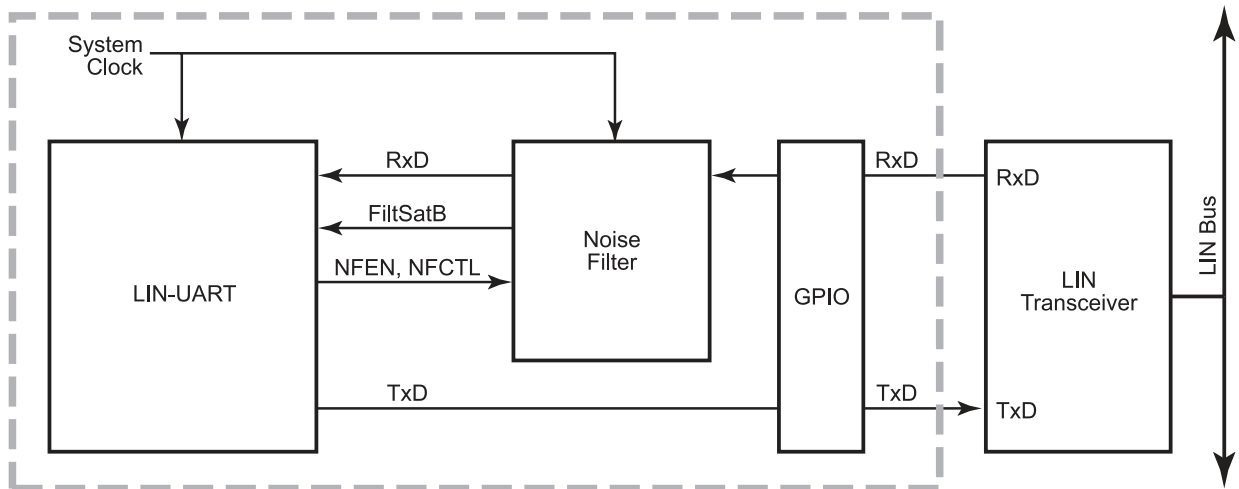 System
Clock
RxD
RxD
RxD
FiltSatB
Noise
Filter
NFEN, NFCTL
LIN-UART
GPIO
LIN
Transceiver
LIN Bus
TxD
TxD
TxD